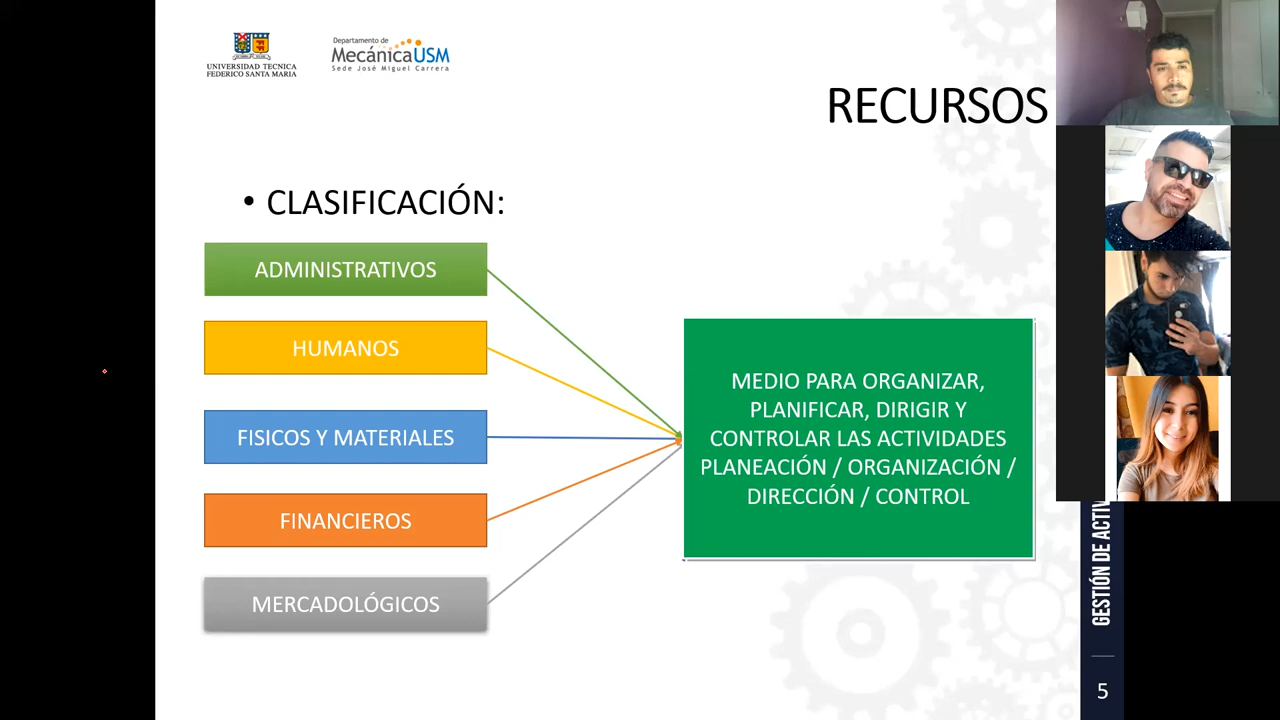 UNIVERSIDAD TECNICA
FEDERICO SANTA MARIA
Departamento de
MecánicaUSM
Sede José Miguel Carrera
RECURSOS
• CLASIFICACIÓN:
ADMINISTRATIVOS
HUMANOS
FISICOS Y MATERIALES
FINANCIEROS
MERCADOLÓGICOS
MEDIO PARA ORGANIZAR,
PLANIFICAR, DIRIGIR Y
CONTROLAR LAS ACTIVIDADES
PLANEACIÓN / ORGANIZACIÓN /
DIRECCIÓN / CONTROL
GESTIÓN DE ACTIV
5